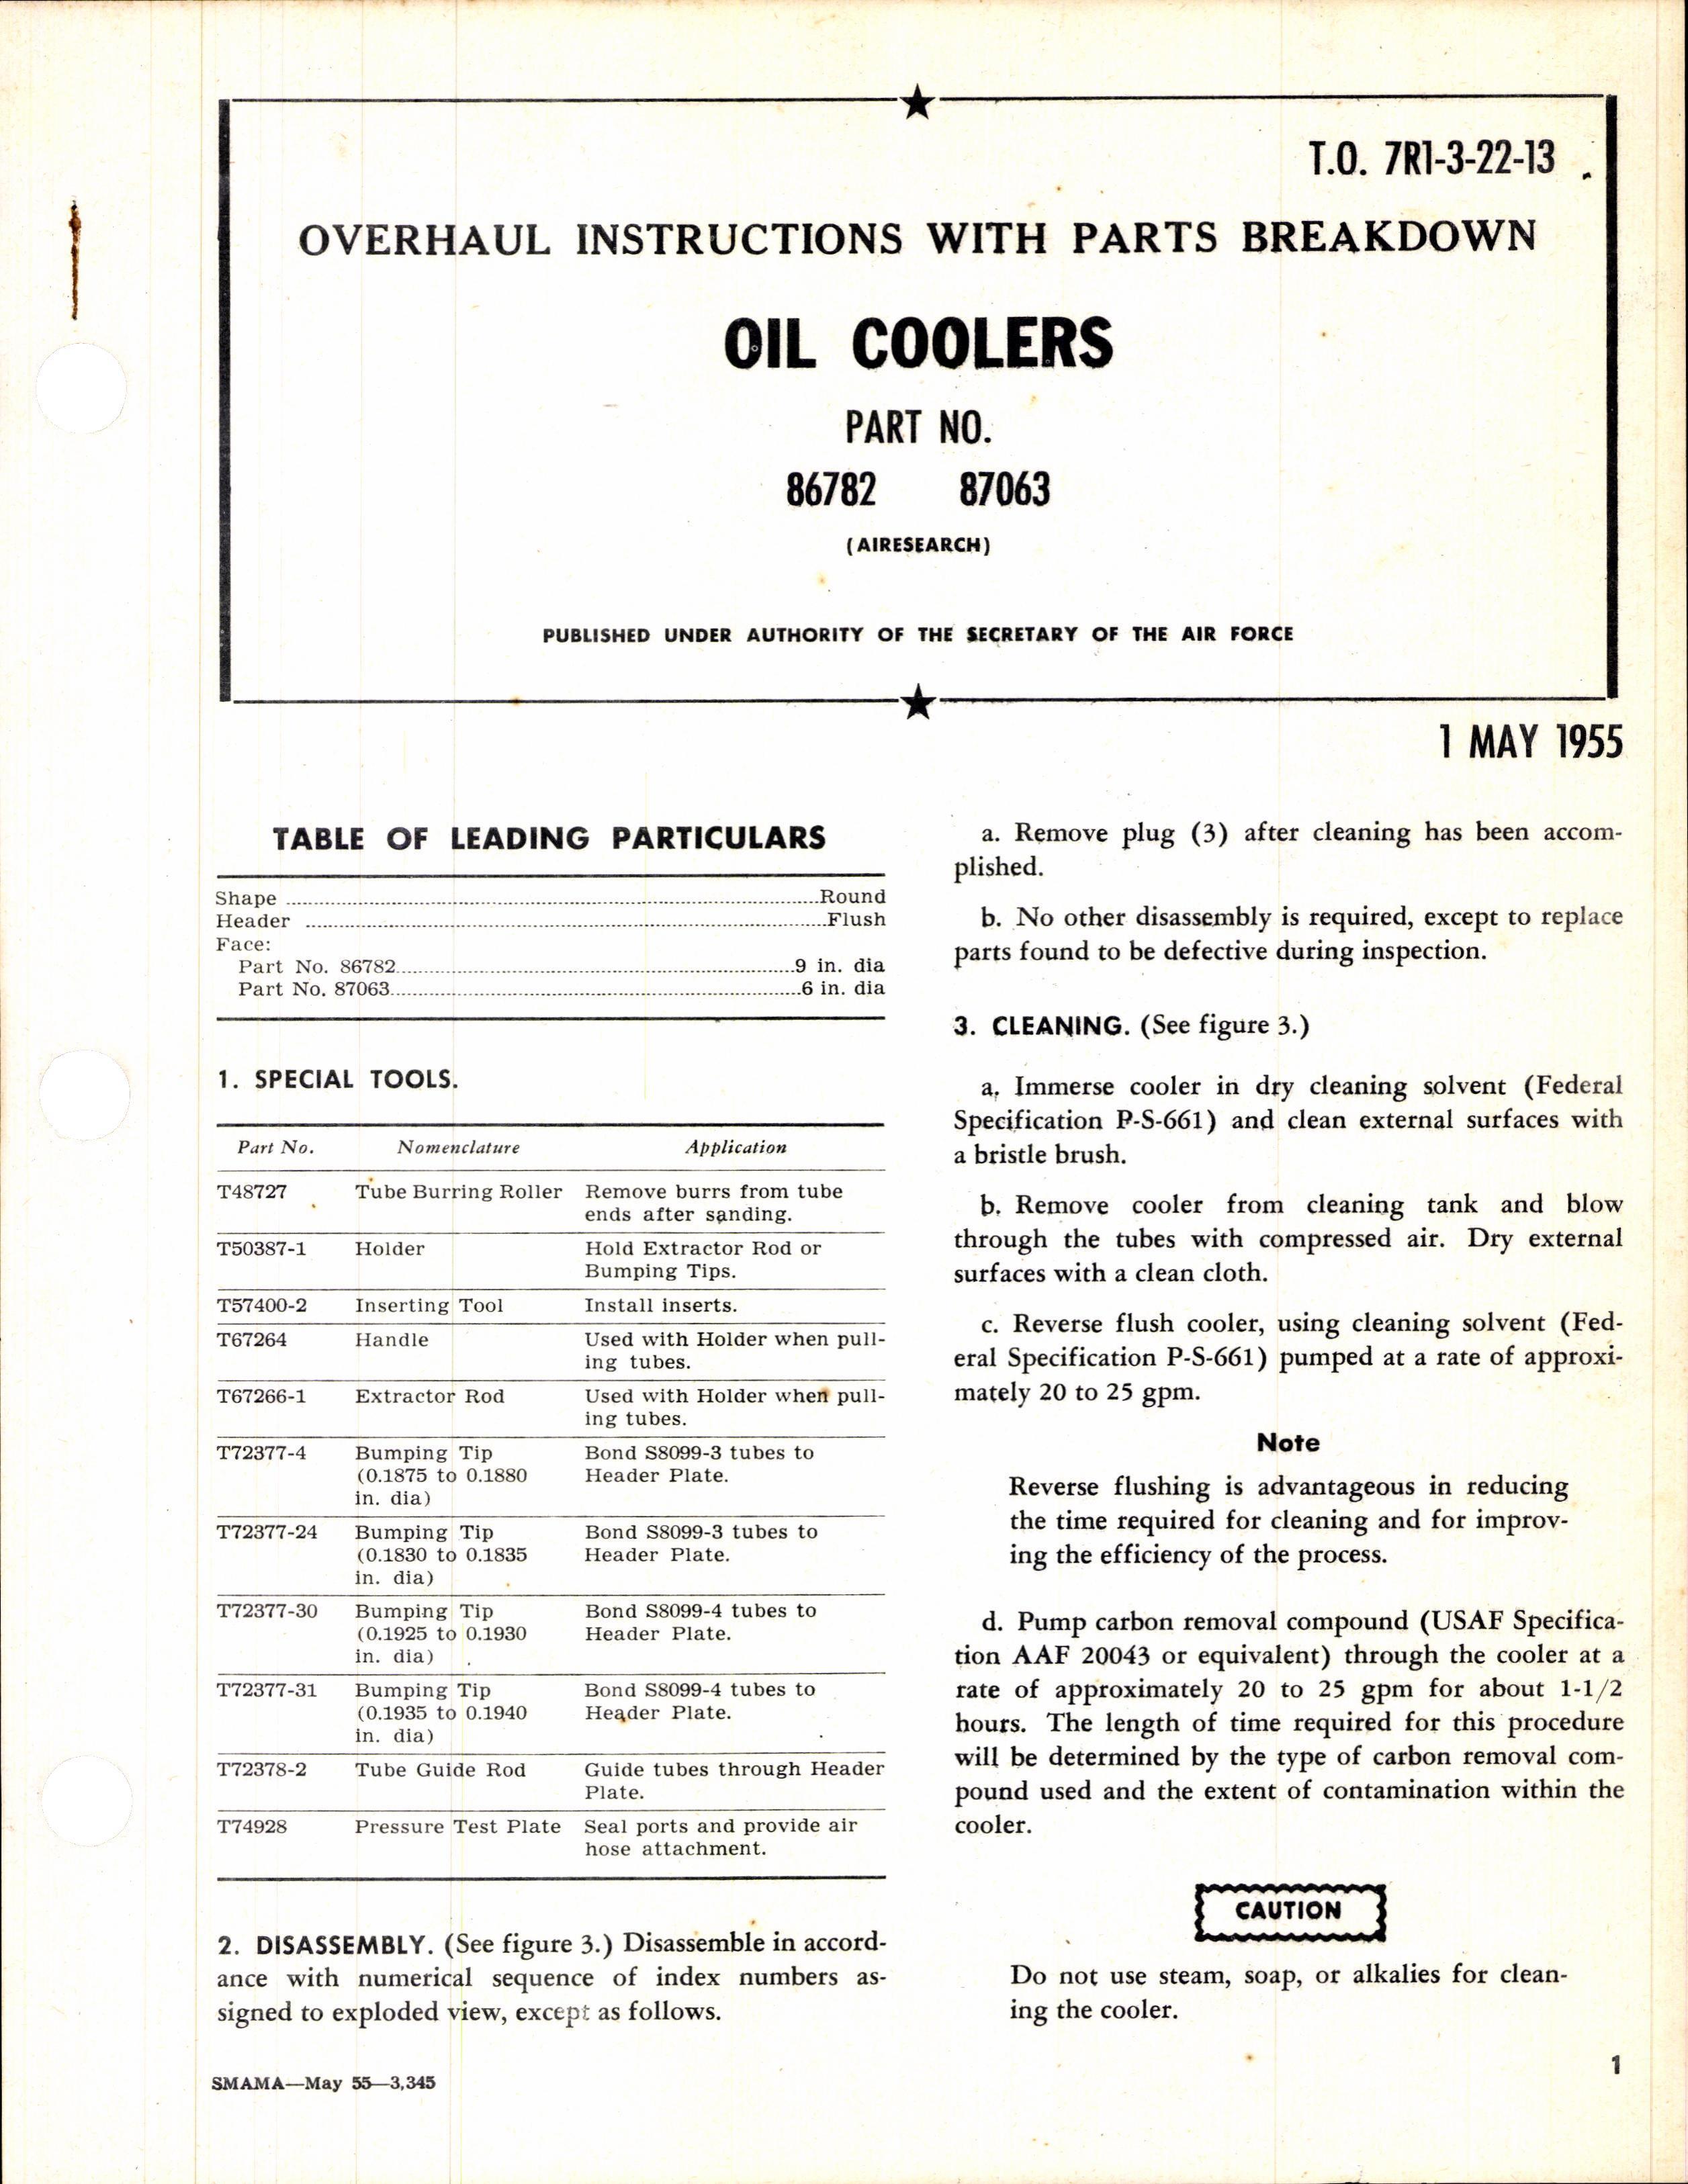 T.O. 7R1-3-22-13
OVERHAUL INSTRUCTIONS WITH PARTS BREAKDOWN
OIL COOLERS
PART NO.
86782 87063
(AIRESEARCH)
PUBLISHED UNDER AUTHORITY OF THE SECRETARY OF THE AIR FORCE
1 MAY 1955
TABLE OF LEADING PARTICULARS
Shape Round
Header Flush
Face:
Part No. 86782 9 in. dia
Part No. 87063 6 in. dia
1. SPECIAL TOOLS.
Part No. Nomenclature Application
T48727 Tube Burring Roller Remove burrs from tube
ends after sanding.
T50387-1 Holder Hold Extractor Rod or
Bumping Tips.
T57400-2 Inserting Tool Install inserts.
T67264 Handle Used with Holder when pull-
ing tubes.
T67266-1 Extractor Rod Used with Holder when pull-
ing tubes.
T72377-4 Bumping Tip Bond S8099-3 tubes to
(0.1875 to 0.1880 Header Plate.
in. dia)
T72377-24 Bumping Tip Bond S8099-3 tubes to
(0.1830 to 0.1835 Header Plate.
in. dia)
T72377-30 Bumping Tip Bond S8099-4 tubes to
(0.1925 to 0.1930 Header Plate.
in. dia)
T72377-31 Bumping Tip Bond S8099-4 tubes to
(0.1935 to 0.1940 Header Plate.
in. dia)
T72378-2 Tube Guide Rod Guide tubes through Header
Plate.
T74928 Pressure Test Plate Seal ports and provide air
hose attachment.
2. DISASSEMBLY. (See figure 3.) Disassemble in accord-
ance with numerical sequence of index numbers as-
signed to exploded view, except as follows.
a. Remove plug (3) after cleaning has been accom-
plished.
b. No other disassembly is required, except to replace
parts found to be defective during inspection.
3. CLEANING. (See figure 3.)
a. Immerse cooler in dry cleaning solvent (Federal
Specification P-S-661) and clean external surfaces with
a bristle brush.
b. Remove cooler from cleaning tank and blow
through the tubes with compressed air. Dry external
surfaces with a clean cloth.
c. Reverse flush cooler, using cleaning solvent (Fed-
eral Specification P-S-661) pumped at a rate of approxi-
mately 20 to 25 gpm.
Note
Reverse flushing is advantageous in reducing
the time required for cleaning and for improv-
ing the efficiency of the process.
d. Pump carbon removal compound (USAF Specifica-
tion AAF 20043 or equivalent) through the cooler at a
rate of approximately 20 to 25 gpm for about 1-1/2
hours. The length of time required for this procedure
will be determined by the type of carbon removal com-
pound used and the extent of contamination within the
cooler.
CAUTION
Do not use steam, soap, or alkalies for clean-
ing the cooler.
SMAMA—May 55—3,345
1